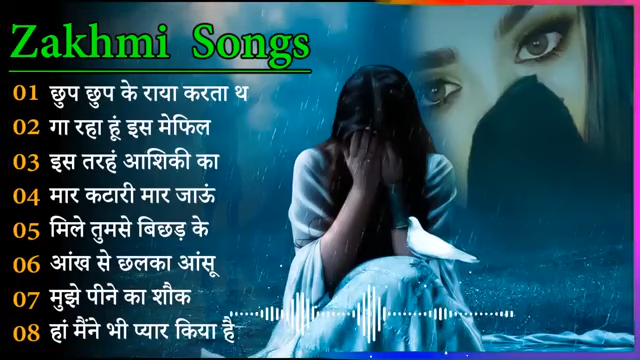 Zakhmi Songs
01 छुप छुप के राया करता थ
02 गा रहा हूं इस मेफिल
03 इस तरहं आशिकी का
04 मार कटारी मार जाऊं
05 मिले तुमसे बिछड़ के
06 आंख से छलका आंसू
07 मुझे पीने का शौक
08 हां मैंने भी प्यार किया है